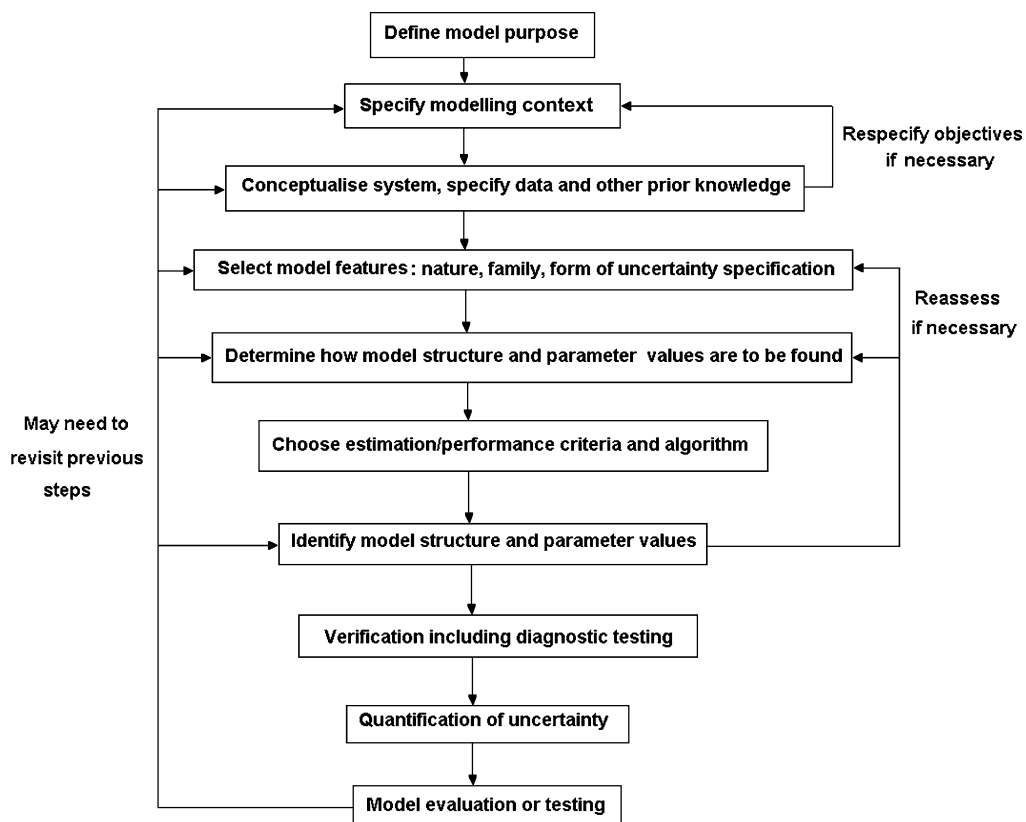 Define model purpose
Specify modelling context
Respecify objectives
if necessary
Conceptualise system, specify data and other prior knowledge
Select model features: nature, family, form of uncertainty specification
Reassess
if necessary
Determine how model structure and parameter values are to be found
May need to
revisit previous
steps
Choose estimation/performance criteria and algorithm
Identify model structure and parameter values
Verification including diagnostic testing
Quantification of uncertainty
Model evaluation or testing